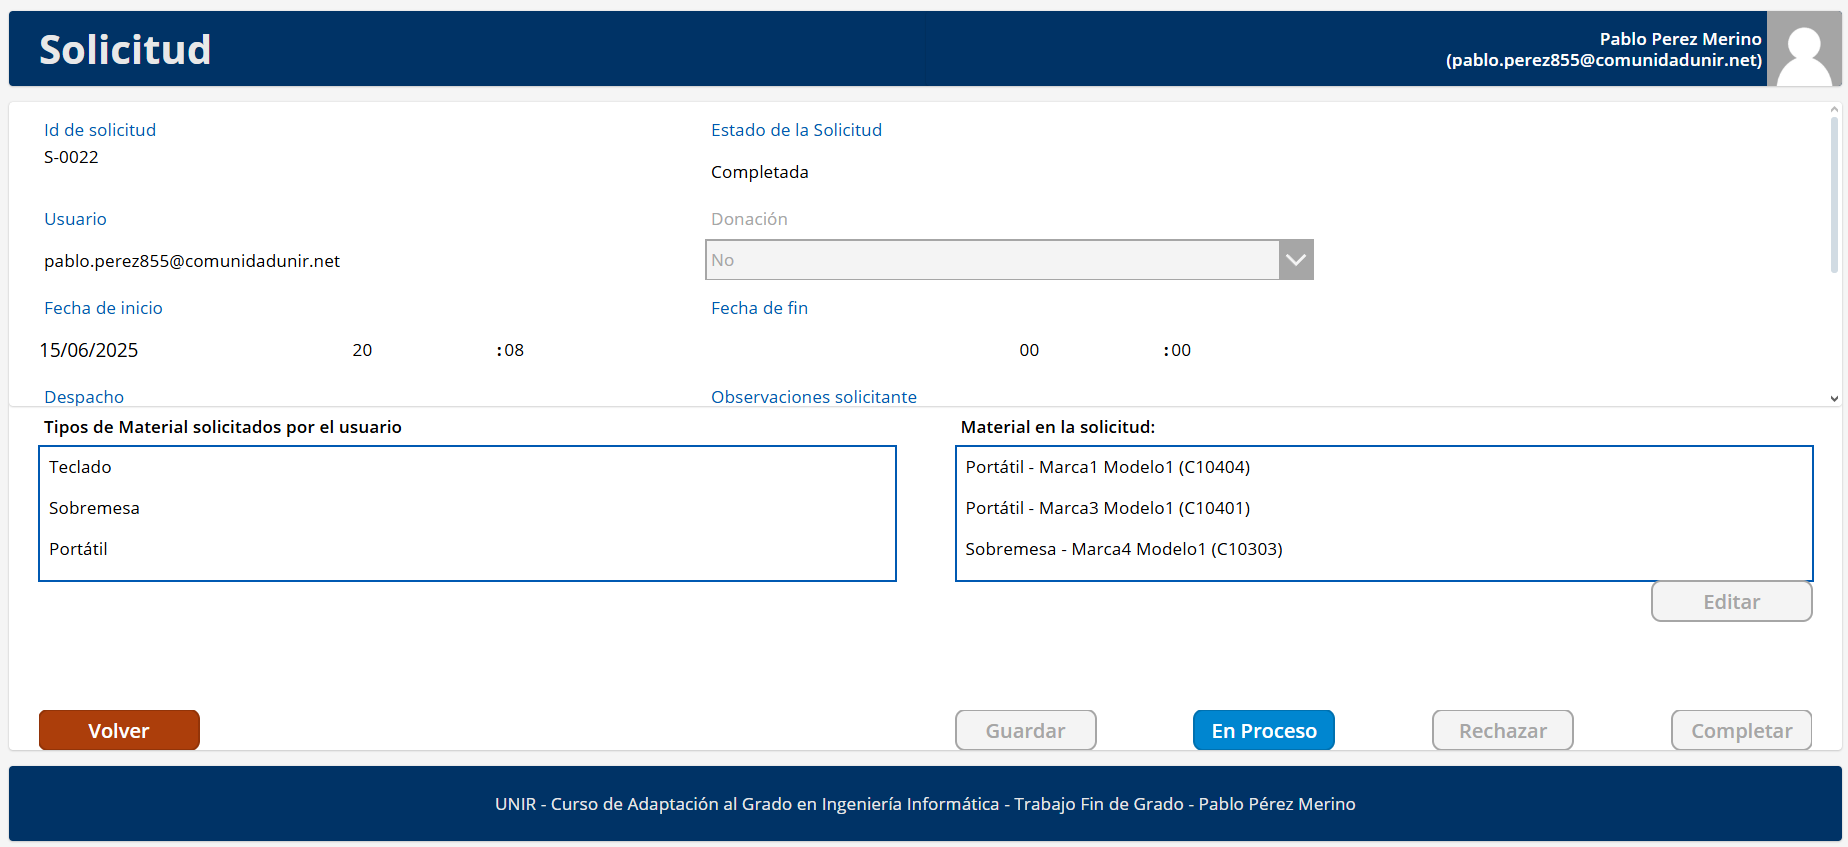 Solicitud
Pablo Perez Merino
(pablo.perez855@comunidadunir.net)
Id de solicitud
S-0022
Estado de la Solicitud
Completada
Usuario
pablo.perez855@comunidadunir.net
Donación
No
Fecha de inicio
15/06/2025 20 :08
Fecha de fin
00 :00
Despacho
Observaciones solicitante
Tipos de Material solicitados por el usuario
Teclado
Sobremesa
Portátil
Material en la solicitud:
Portátil - Marca1 Modelo1 (C10404)
Portátil - Marca3 Modelo1 (C10401)
Sobremesa - Marca4 Modelo1 (C10303)
Editar
Volver
Guardar
En Proceso
Rechazar
Completar
UNIR - Curso de Adaptación al Grado en Ingeniería Informática - Trabajo Fin de Grado - Pablo Pérez Merino